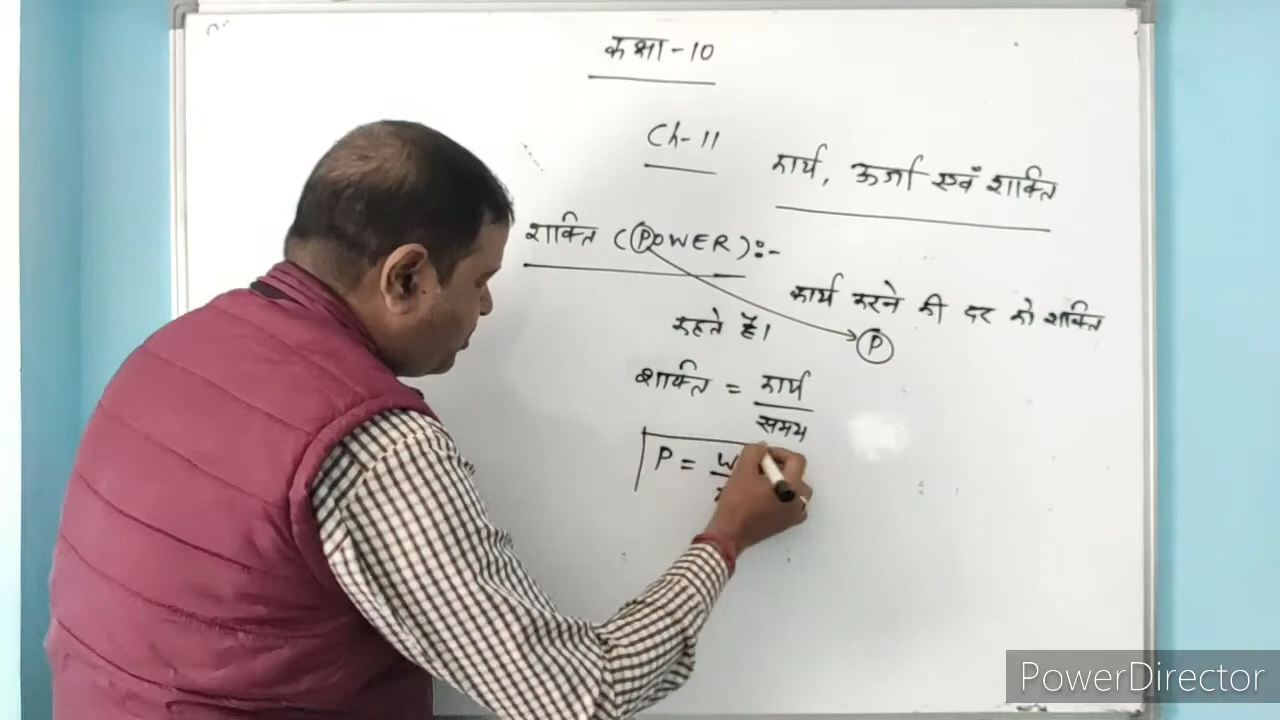 कक्षा-10
Ch-11
कार्य, ऊर्जा एवं शक्ति
शक्ति (POWER):-
कार्य करने की दर को शक्ति
कहते हैं।
P
शक्ति = कार्य
समय
P = W
PowerDirector